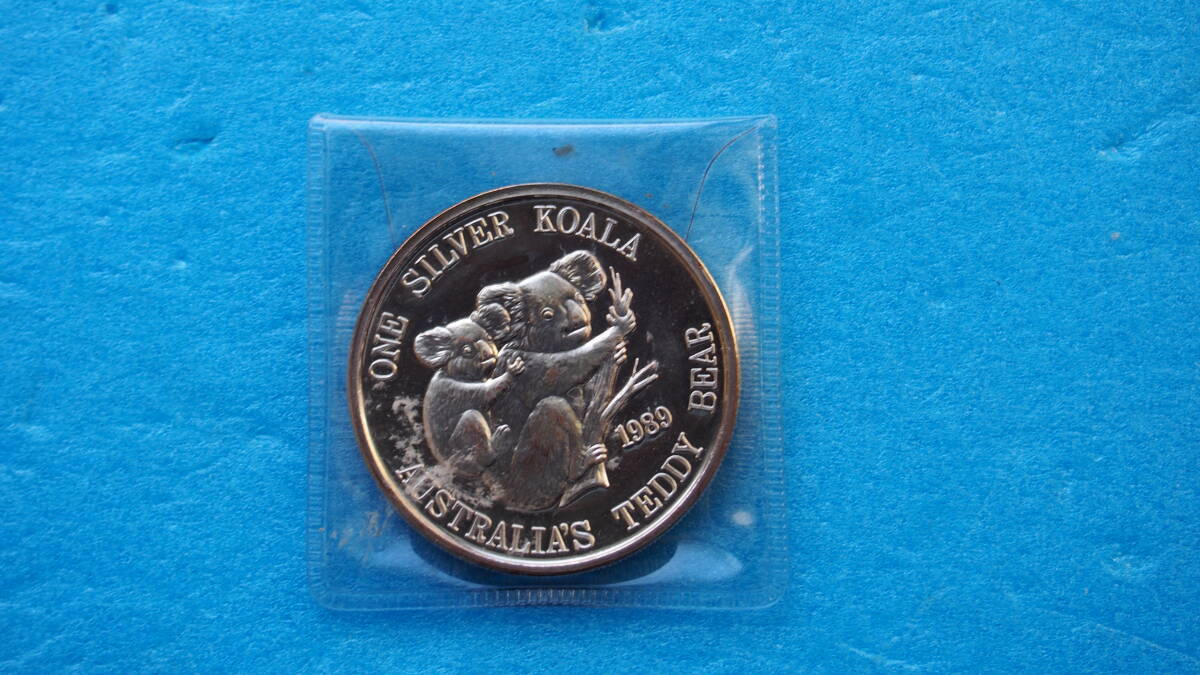 ONE SILVER KOALA
1989
AUSTRALIA'S TEDDY BEAR